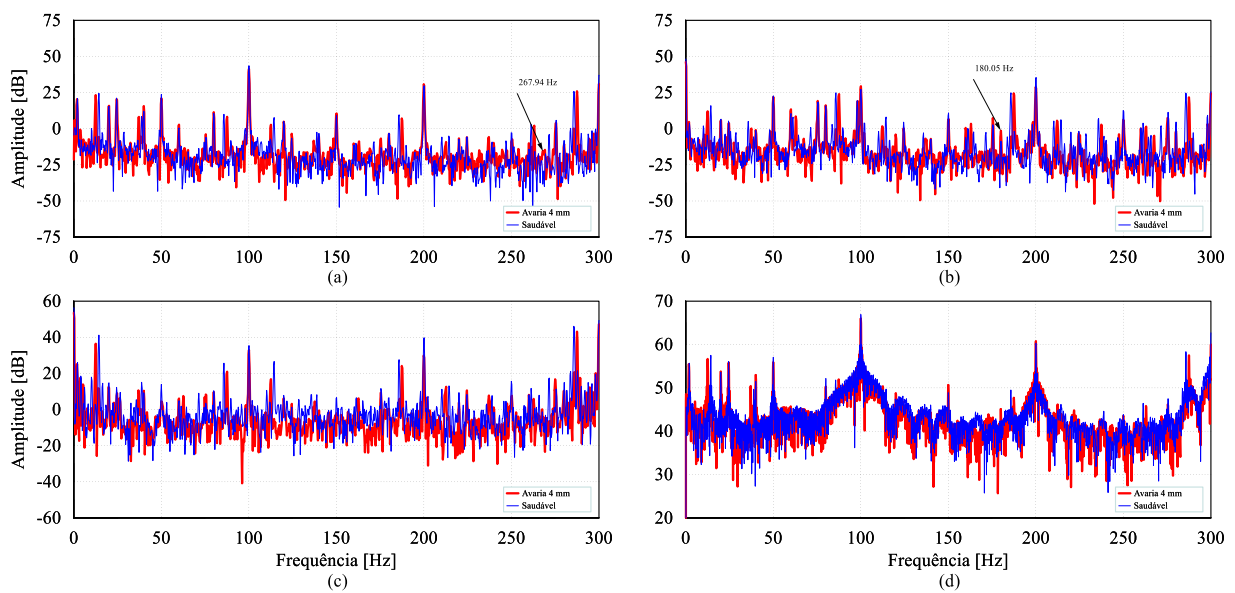 75
50
25
0
-25
-50
-75
Amplitude [dB]
267.94 Hz
Avaria 4 mm
Saudável
0 50 100 150 200 250 300
(a)
75
50
25
0
-25
-50
-75
180.05 Hz
Avaria 4 mm
Saudável
0 50 100 150 200 250 300
(b)
60
40
20
0
-20
-40
-60
Amplitude [dB]
Avaria 4 mm
Saudável
0 50 100 150 200 250 300
Frequência [Hz]
(c)
70
60
50
40
30
20
Avaria 4 mm
Saudável
0 50 100 150 200 250 300
Frequência [Hz]
(d)